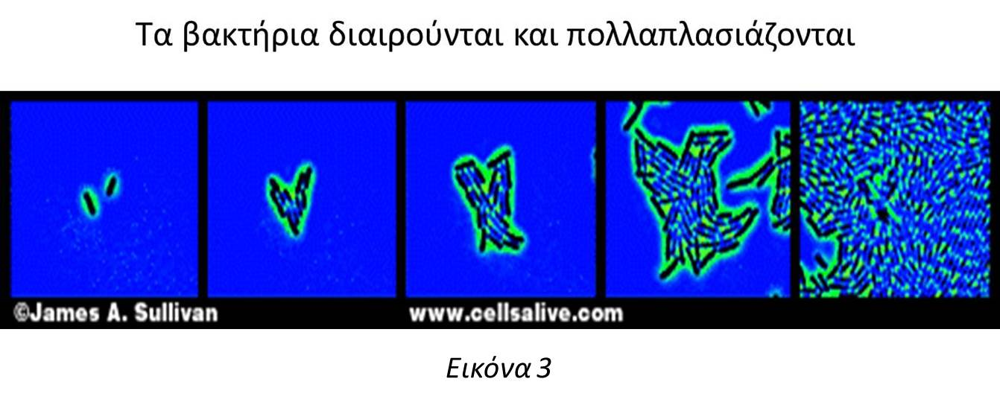 Τα βακτήρια διαιρούνται και πολλαπλασιάζονται
©James A. Sullivan www.cellsalive.com
Εικόνα 3